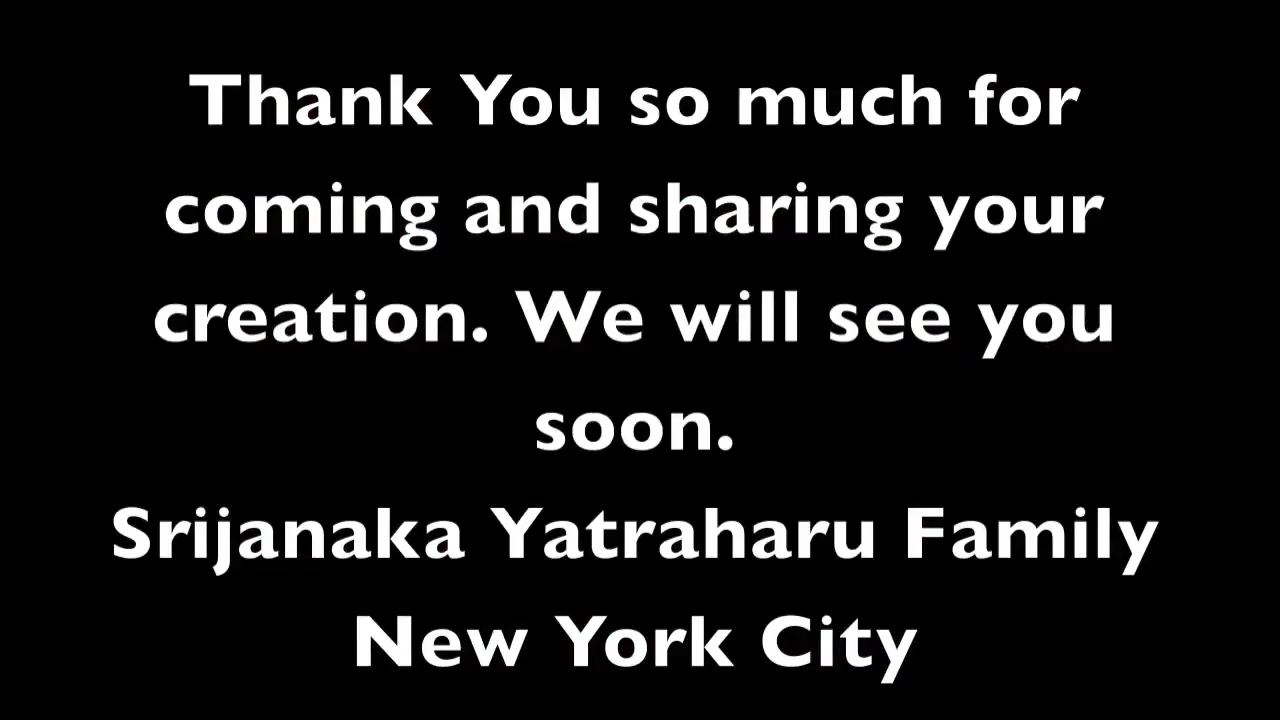 Thank You so much for
coming and sharing your
creation. We will see you
soon.
Srijanaka Yatraharu Family
New York City